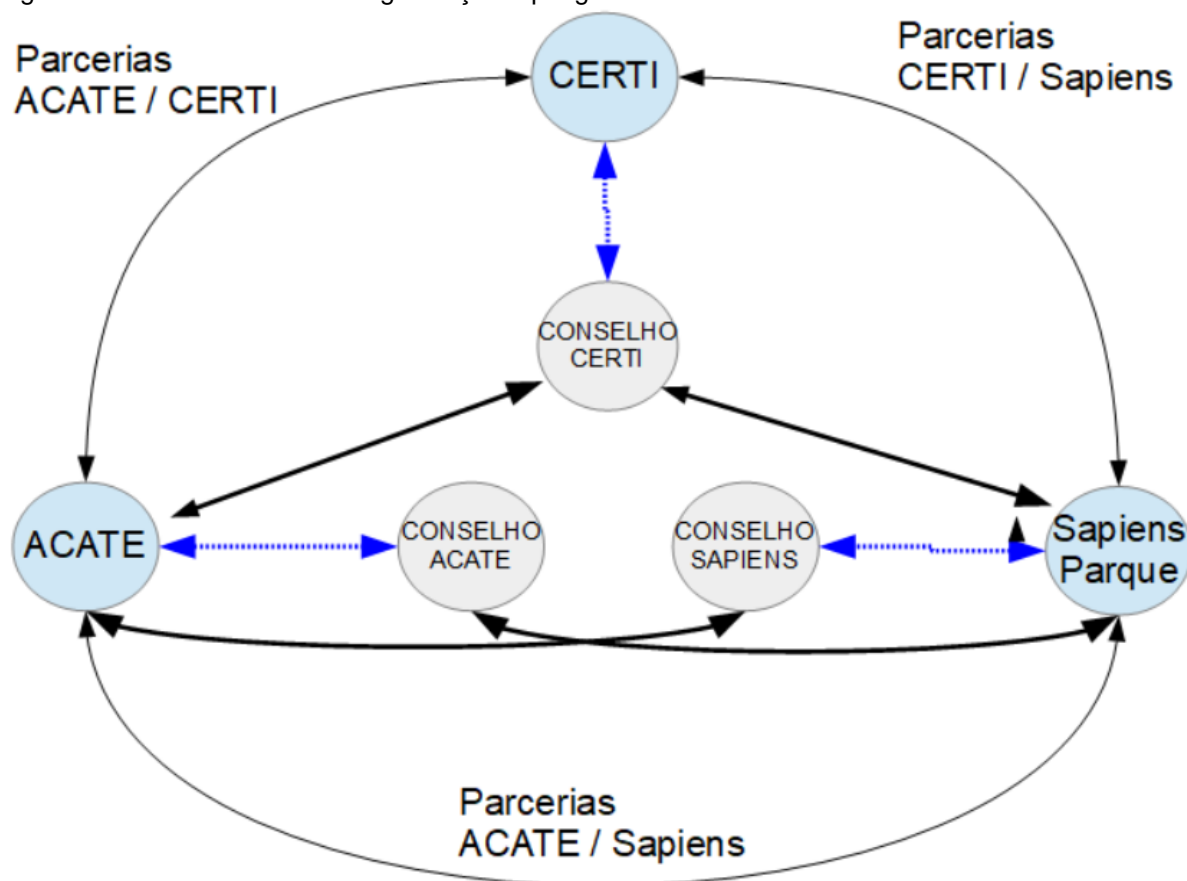 Parcerias
ACATE / CERTI
CERTI
Parcerias
CERTI / Sapiens
CONSELHO
CERTI
ACATE
CONSELHO
ACATE
CONSELHO
SAPIENS
Sapiens
Parque
Parcerias
ACATE / Sapiens